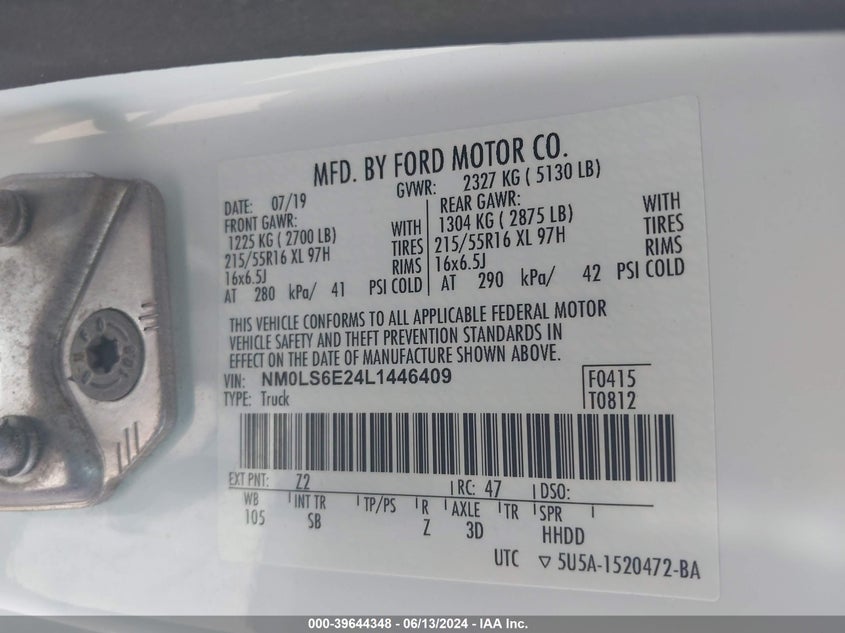 MFD. BY FORD MOTOR CO.
DATE: 07/19 GVWR: 2327 KG ( 5130 LB)
FRONT GAWR: REAR GAWR: WITH
1225 KG ( 2700 LB) WITH 1304 KG ( 2875 LB) TIRES
215/55R16 XL 97H TIRES 215/55R16 XL 97H RIMS
16x6.5J RIMS 16x6.5J
AT 280 kPa/ 41 PSI COLD AT 290 kPa/ 42 PSI COLD
THIS VEHICLE CONFORMS TO ALL APPLICABLE FEDERAL MOTOR
VEHICLE SAFETY AND THEFT PREVENTION STANDARDS IN
EFFECT ON THE DATE OF MANUFACTURE SHOWN ABOVE.
VIN: NM0LS6E24L1446409 F0415
TYPE: Truck T0812
EXT PNT: Z2 RC: 47 DSO:
WB INT TR TP/PS R AXLE TR SPR
105 SB Z 3D HHDD
UTC ▽ 5U5A-1520472-BA
000-39644348 - 06/13/2024 - IAA Inc.